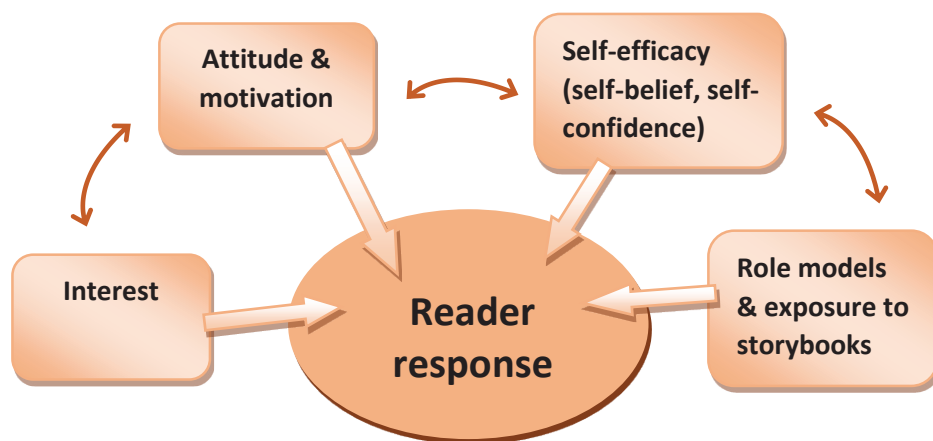 Attitude &
motivation
Self-efficacy
(self-belief, self-
confidence)
Interest
Role models
& exposure to
storybooks
Reader
response